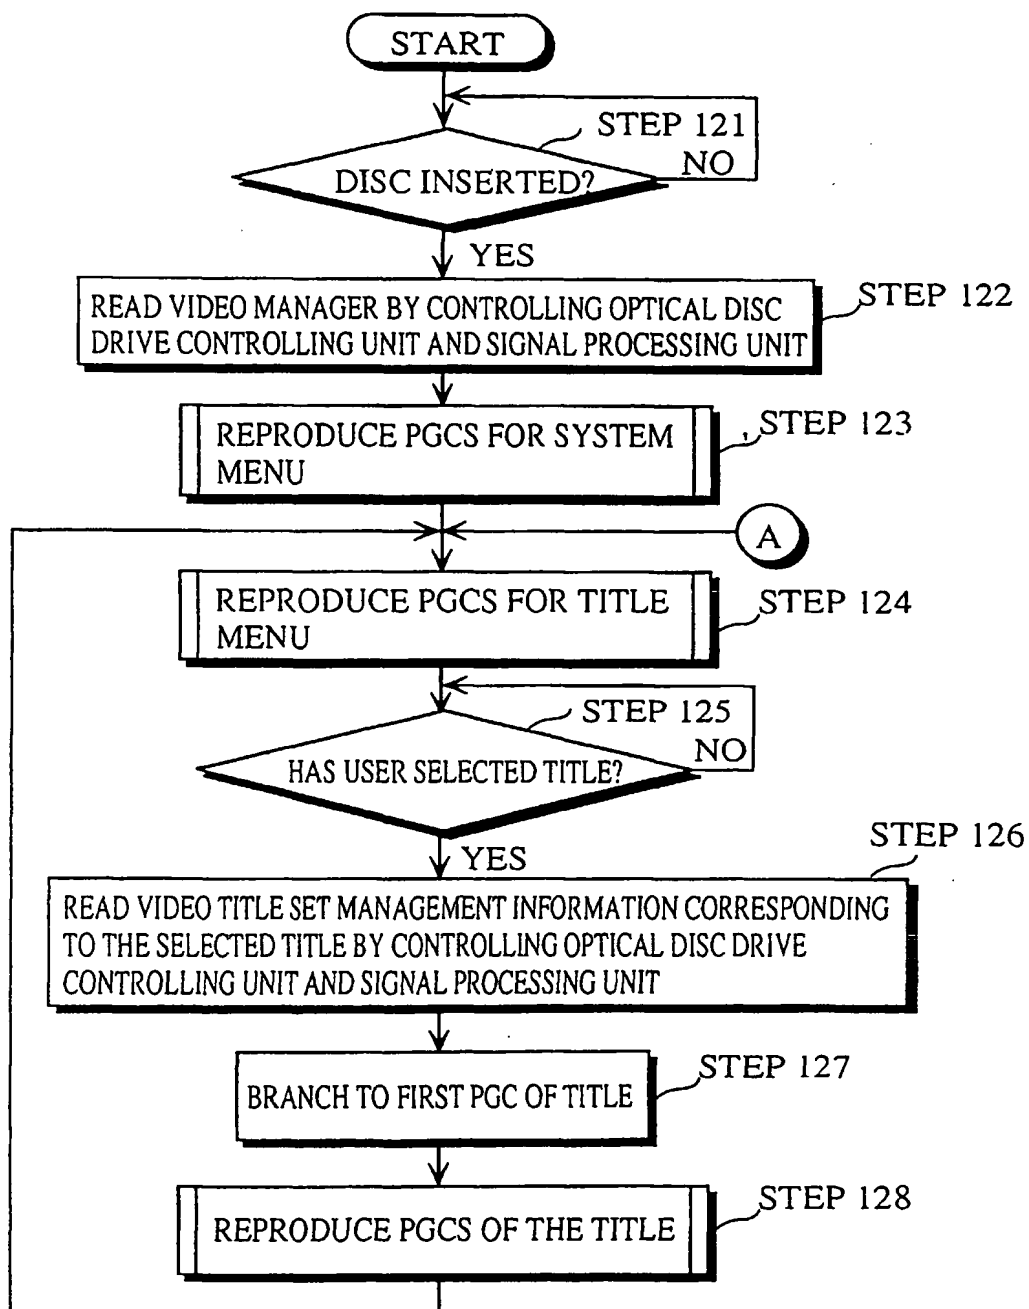 START
STEP 121
NO
DISC INSERTED?
YES
STEP 122
READ VIDEO MANAGER BY CONTROLLING OPTICAL DISC
DRIVE CONTROLLING UNIT AND SIGNAL PROCESSING UNIT
STEP 123
REPRODUCE PGCS FOR SYSTEM
MENU
A
STEP 124
REPRODUCE PGCS FOR TITLE
MENU
STEP 125
NO
HAS USER SELECTED TITLE?
YES
STEP 126
READ VIDEO TITLE SET MANAGEMENT INFORMATION CORRESPONDING
TO THE SELECTED TITLE BY CONTROLLING OPTICAL DISC DRIVE
CONTROLLING UNIT AND SIGNAL PROCESSING UNIT
STEP 127
BRANCH TO FIRST PGC OF TITLE
STEP 128
REPRODUCE PGCS OF THE TITLE